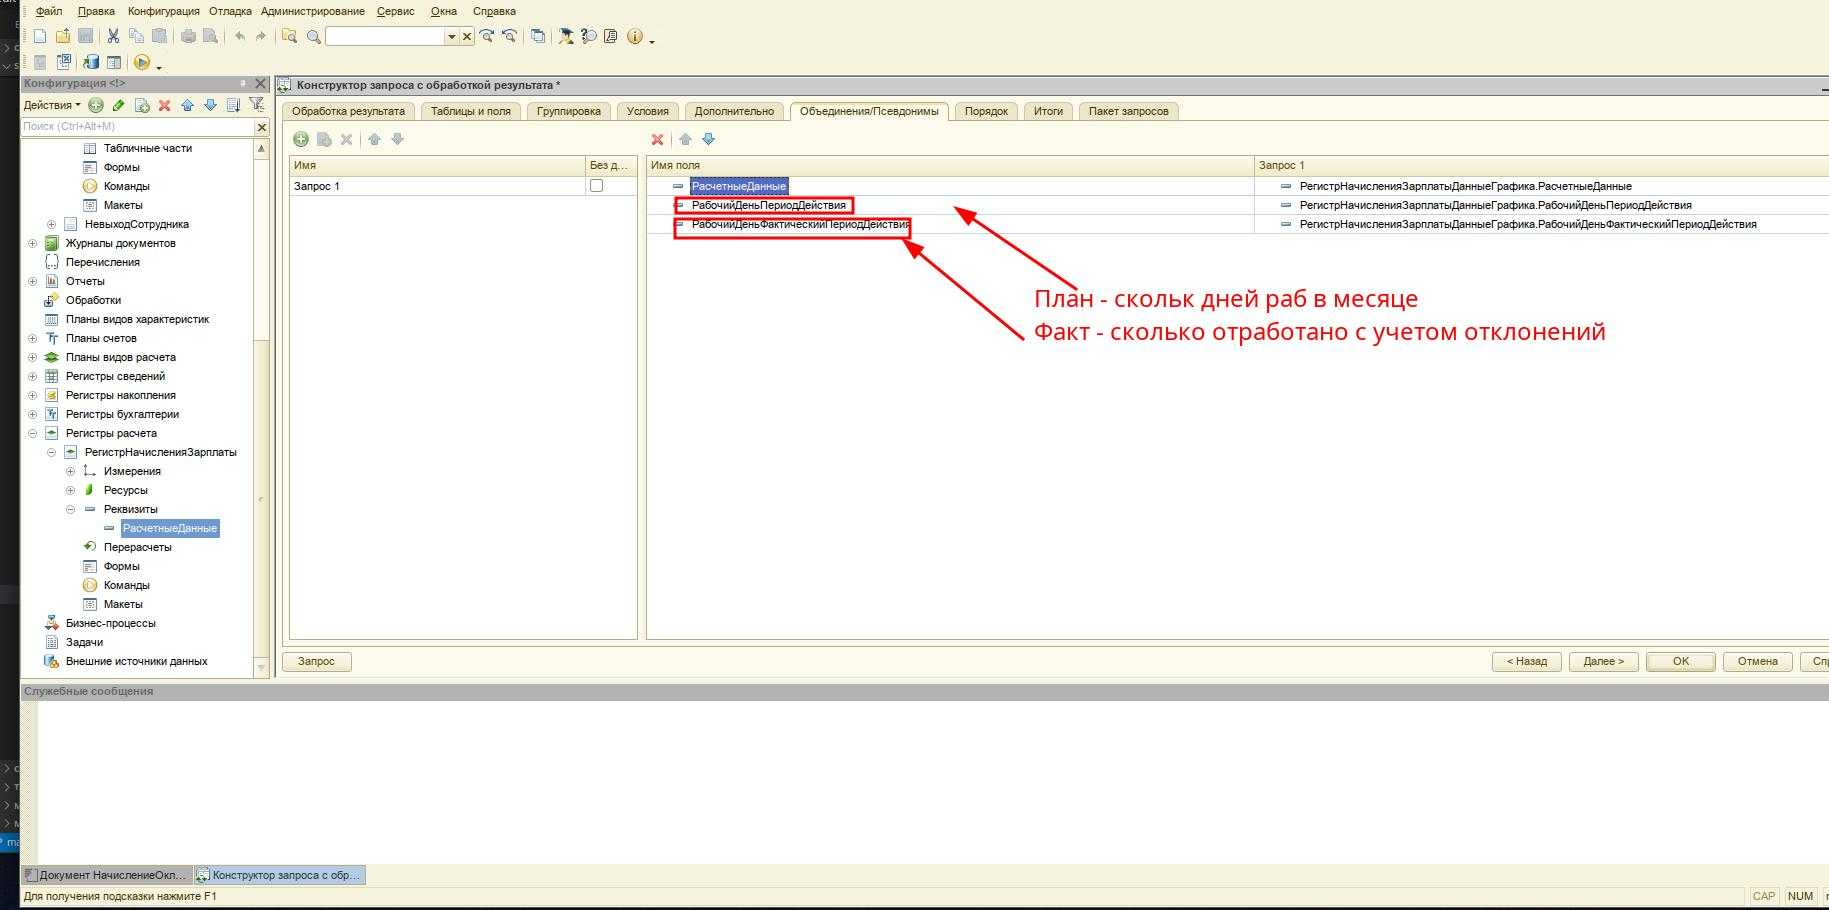 Файл Правка Конфигурация Отладка Администрирование Сервис Окна Справка
Конфигурация <!>
Действия
Поиск (Ctrl+Alt+M)
Табличные части
Формы
Команды
Макеты
НевыходСотрудника
Журналы документов
Перечисления
Отчеты
Обработки
Планы видов характеристик
Планы счетов
Планы видов расчета
Регистры сведений
Регистры накопления
Регистры бухгалтерии
Регистры расчета
РегистрНачисленияЗарплаты
Измерения
Ресурсы
Реквизиты
РасчетныеДанные
Перерасчеты
Формы
Команды
Макеты
Бизнес-процессы
Задачи
Внешние источники данных
Конструктор запроса с обработкой результата *
Обработка результата Таблицы и поля Группировка Условия Дополнительно Объединения/Псевдонимы Порядок Итоги Пакет запросов
Имя Без д...
Запрос 1
Имя поля Запрос 1
РасчетныеДанные РегистрНачисленияЗарплатыДанныеГрафика.РасчетныеДанные
РабочийДеньПериодДействия РегистрНачисленияЗарплатыДанныеГрафика.РабочийДеньПериодДействия
РабочийДеньФактическийПериодДействия РегистрНачисленияЗарплатыДанныеГрафика.РабочийДеньФактическийПериодДействия
План - скольк дней раб в месяце
Факт - сколько отработано с учетом отклонений
Запрос < Назад Далее > OK Отмена
Служебные сообщения
Документ НачислениеОкл... Конструктор запроса с обр...
Для получения подсказки нажмите F1 CAP NUM